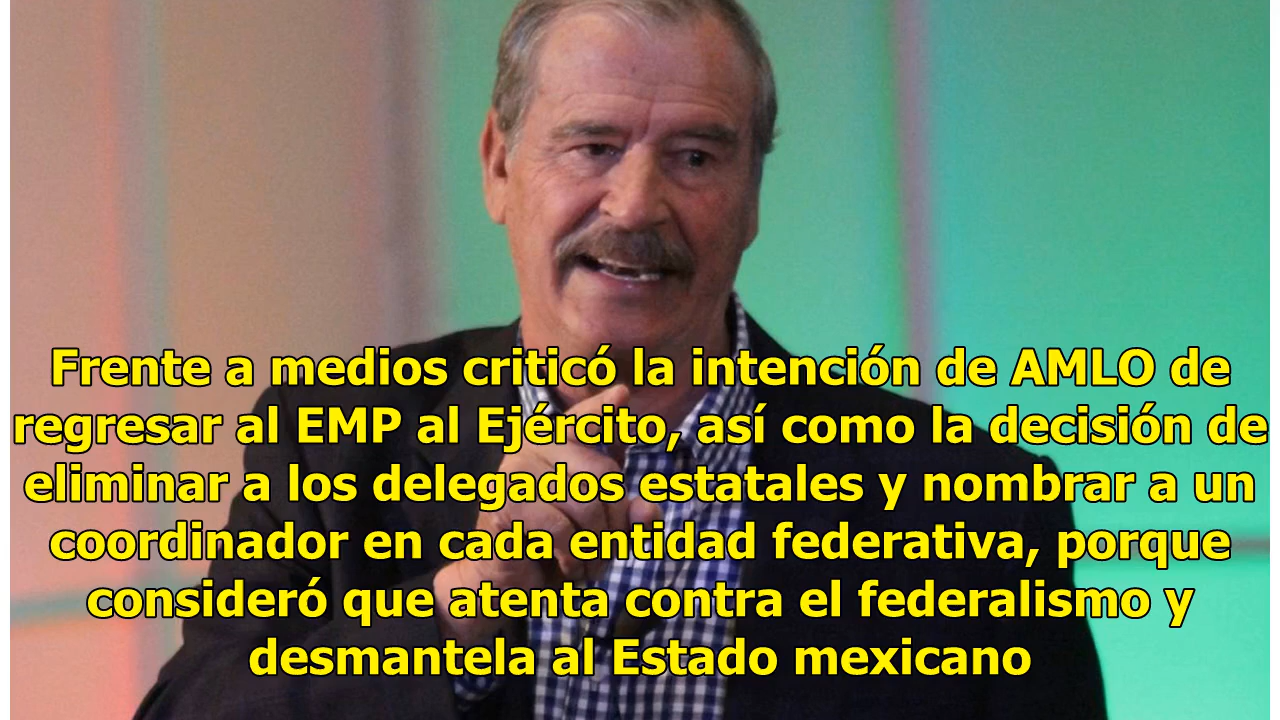 Frente a medios criticó la intención de AMLO de
regresar al EMP al Ejército, así como la decisión de
eliminar a los delegados estatales y nombrar a un
coordinador en cada entidad federativa, porque
consideró que atenta contra el federalismo y
desmantela al Estado mexicano